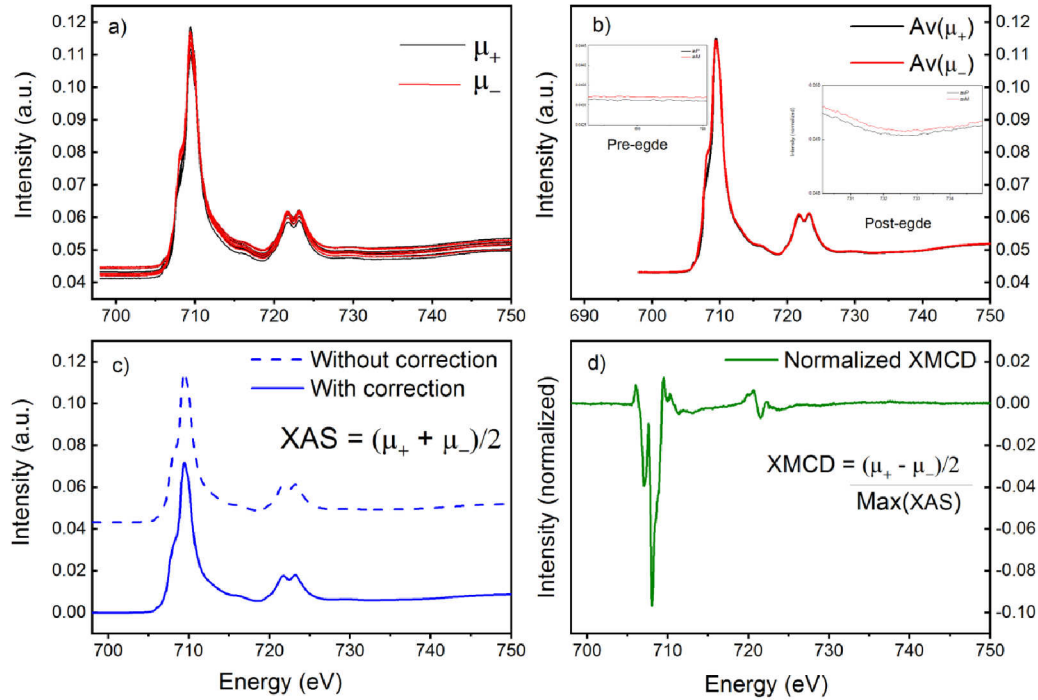 a)
μ₊
μ₋
Intensity (a.u.)
0.12
0.11
0.10
0.09
0.08
0.07
0.06
0.05
0.04
700
710
720
730
740
750
b)
Av(μ₊)
Av(μ₋)
Intensity (a.u.)
0.12
0.11
0.10
0.09
0.08
0.07
0.06
0.05
0.04
690
700
710
720
730
740
750
Pre-egde
Intensity (normalized)
731
732
733
734
Post-egde
c)
Without correction
With correction
XAS = (μ₊ + μ₋)/2
Intensity (a.u.)
0.12
0.10
0.08
0.06
0.04
0.02
0.00
700
710
720
730
740
750
Energy (eV)
d)
Normalized XMCD
XMCD = (μ₊ - μ₋)/2
Max(XAS)
Intensity (normalized)
0.02
0.00
-0.02
-0.04
-0.06
-0.08
-0.10
700
710
720
730
740
750
Energy (eV)